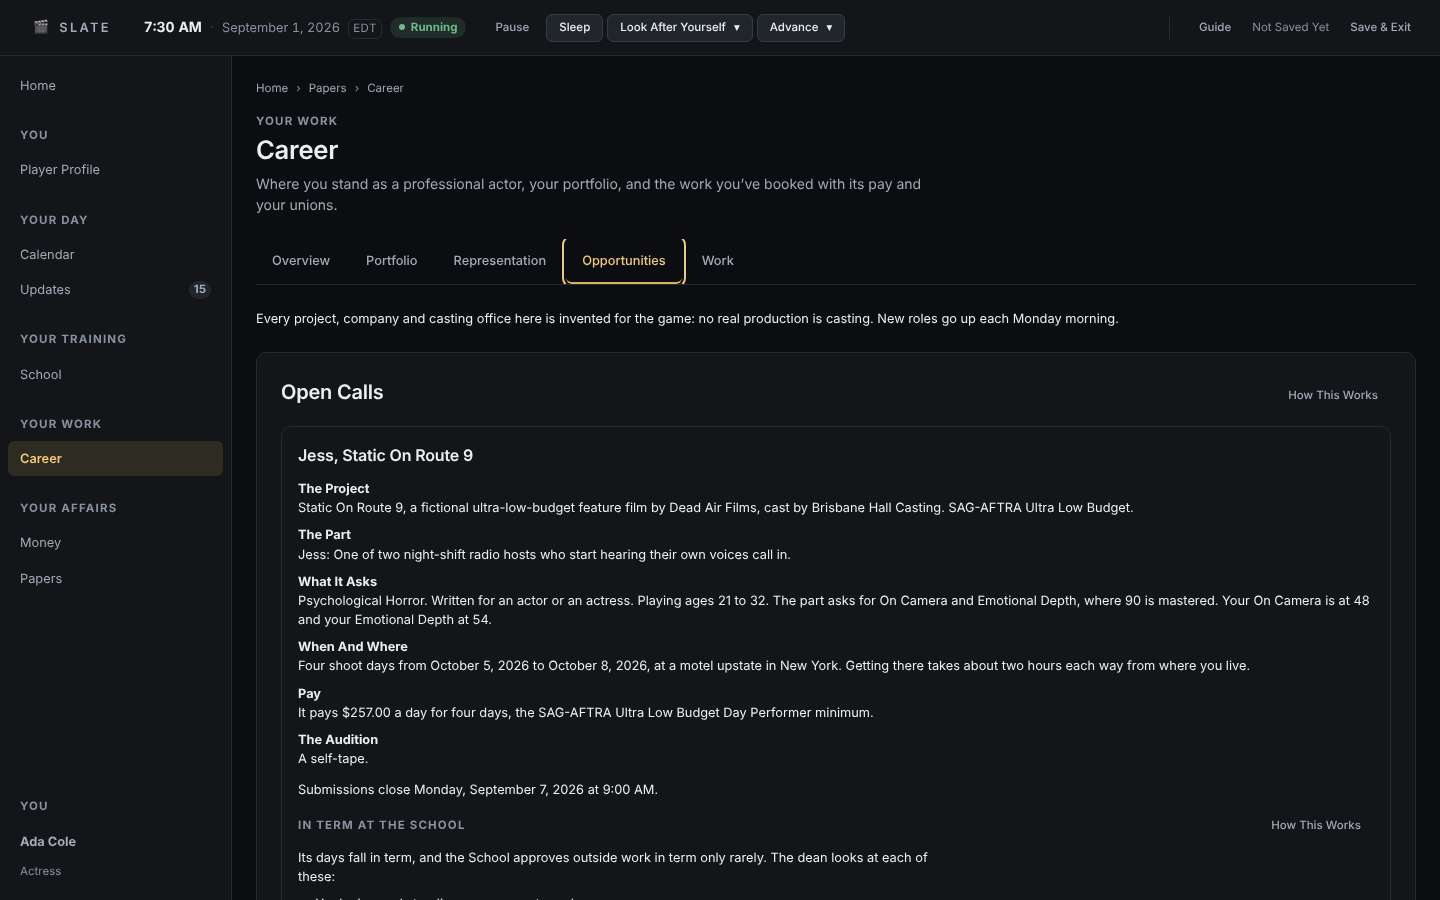 SLATE
7:30 AM · September 1, 2026 EDT Running
Pause
Sleep
Look After Yourself ▾
Advance ▾
Guide
Not Saved Yet
Save & Exit
Home
YOU
Player Profile
YOUR DAY
Calendar
Updates 15
YOUR TRAINING
School
YOUR WORK
Career
YOUR AFFAIRS
Money
Papers
YOU
Ada Cole
Actress
Home › Papers › Career
YOUR WORK
Career
Where you stand as a professional actor, your portfolio, and the work you've booked with its pay and
your unions.
Overview
Portfolio
Representation
Opportunities
Work
Every project, company and casting office here is invented for the game: no real production is casting. New roles go up each Monday morning.
Open Calls
How This Works
Jess, Static On Route 9
The Project
Static On Route 9, a fictional ultra-low-budget feature film by Dead Air Films, cast by Brisbane Hall Casting. SAG-AFTRA Ultra Low Budget.
The Part
Jess: One of two night-shift radio hosts who start hearing their own voices call in.
What It Asks
Psychological Horror. Written for an actor or an actress. Playing ages 21 to 32. The part asks for On Camera and Emotional Depth, where 90 is mastered. Your On Camera is at 48
and your Emotional Depth at 54.
When And Where
Four shoot days from October 5, 2026 to October 8, 2026, at a motel upstate in New York. Getting there takes about two hours each way from where you live.
Pay
It pays $257.00 a day for four days, the SAG-AFTRA Ultra Low Budget Day Performer minimum.
The Audition
A self-tape.
Submissions close Monday, September 7, 2026 at 9:00 AM.
IN TERM AT THE SCHOOL
How This Works
Its days fall in term, and the School approves outside work in term only rarely. The dean looks at each of
these: